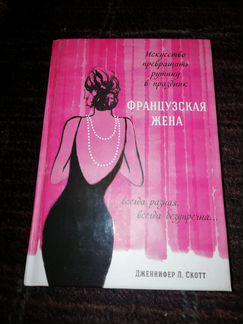 Искусство
превращать
рутину
в праздник
ФРАНЦУЗСКАЯ
ЖЕНА
всегда разная,
всегда безупречна...
ДЖЕННИФЕР Л. СКОТТ